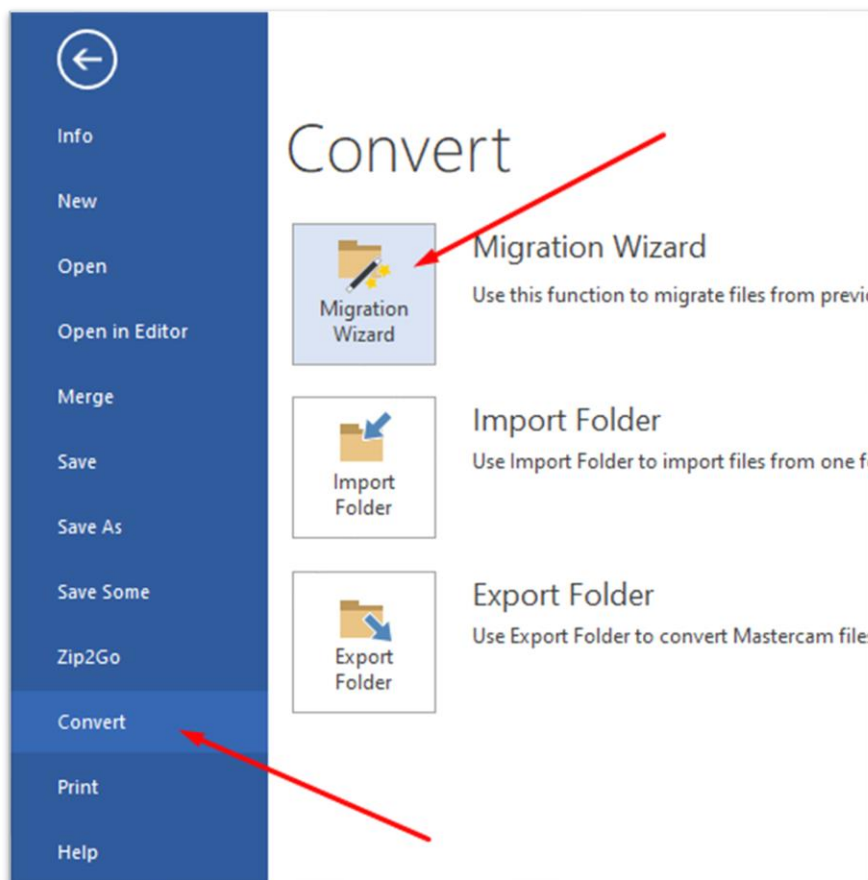 Info
New
Open
Open in Editor
Merge
Save
Save As
Save Some
Zip2Go
Convert
Print
Help
Convert
Migration
Wizard
Migration Wizard
Use this function to migrate files from
Import
Folder
Import Folder
Use Import Folder to import files from one
Export
Folder
Export Folder
Use Export Folder to convert Mastercam